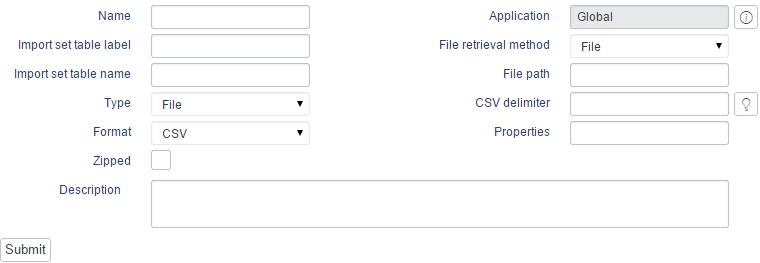 Name
Application Global
Import set table label
File retrieval method File
Import set table name
File path
Type File
CSV delimiter
Format CSV
Properties
Zipped
Description
Submit